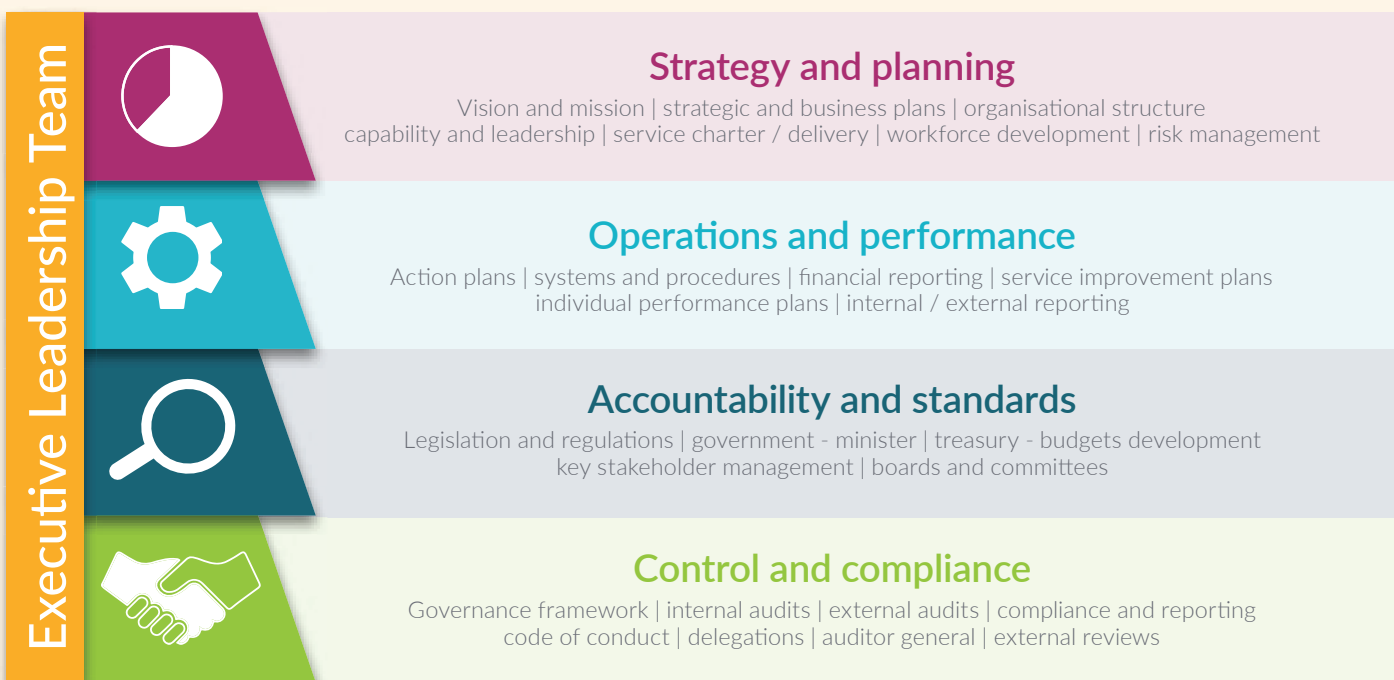 Executive Leadership Team
Strategy and planning
Vision and mission | strategic and business plans | organisational structure
capability and leadership | service charter / delivery | workforce development | risk management
Operations and performance
Action plans | systems and procedures | financial reporting | service improvement plans
individual performance plans | internal / external reporting
Accountability and standards
Legislation and regulations | government - minister | treasury - budgets development
key stakeholder management | boards and committees
Control and compliance
Governance framework | internal audits | external audits | compliance and reporting
code of conduct | delegations | auditor general | external reviews